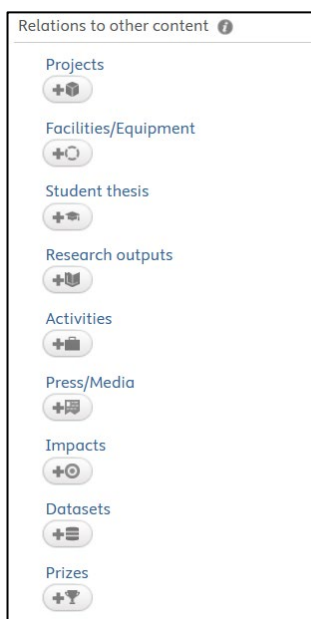 Relations to other content
Projects
Facilities/Equipment
Student thesis
Research outputs
Activities
Press/Media
Impacts
Datasets
Prizes